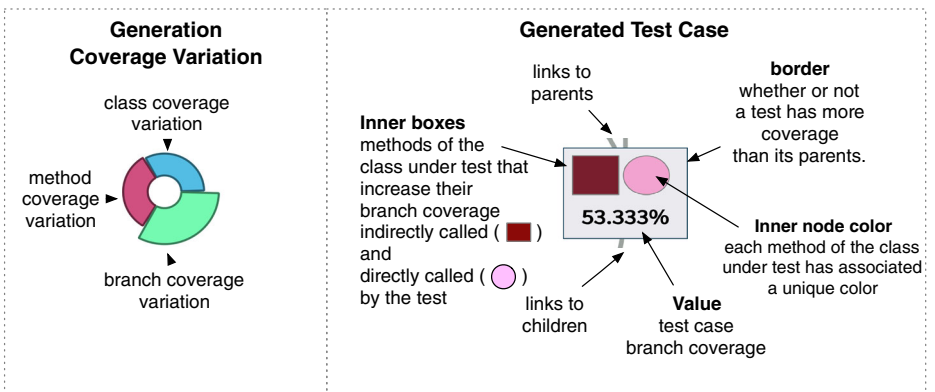 Generation
Coverage Variation
class coverage
variation
method
coverage
variation
branch coverage
variation
Generated Test Case
links to
parents
border
whether or not
a test has more
coverage
than its parents.
Inner boxes
methods of the
class under test that
increase their
branch coverage
indirectly called ( )
and
directly called ( )
by the test
53.333%
Inner node color
each method of the class
under test has associated
a unique color
links to
children
Value
test case
branch coverage